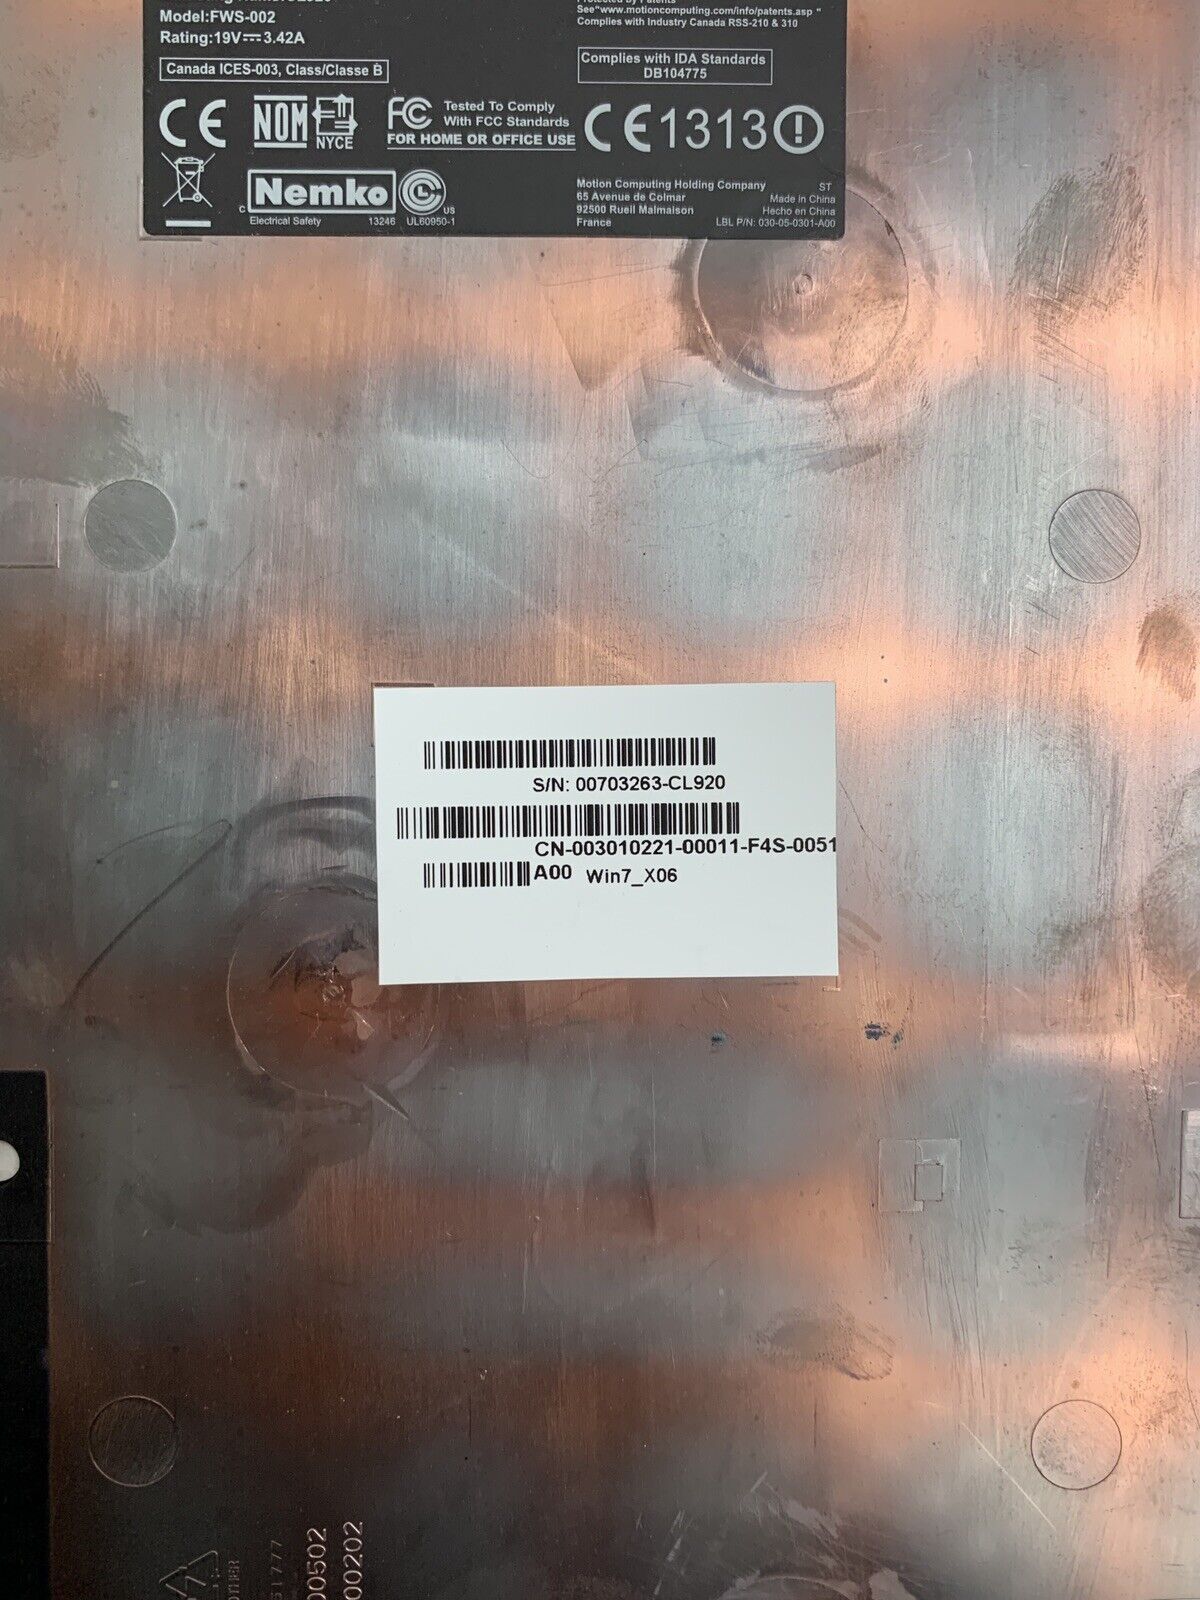 Model:FWS-002
Rating:19V⎓3.42A
Canada ICES-003, Class/Classe B
See"www.motioncomputing.com/info/patents.asp "
Complies with Industry Canada RSS-210 & 310
Complies with IDA Standards
DB104775
CE
NOM
NYCE
FC
Tested To Comply
With FCC Standards
FOR HOME OR OFFICE USE
CE1313
C
Nemko
US
Electrical Safety
13246
UL60950-1
Motion Computing Holding Company
65 Avenue de Colmar
92500 Rueil Malmaison
France
ST
Made in China
Hecho en China
LBL P/N: 030-05-0301-A00
S/N: 00703263-CL920
CN-003010221-00011-F4S-0051
A00 Win7_X06
00502
00202